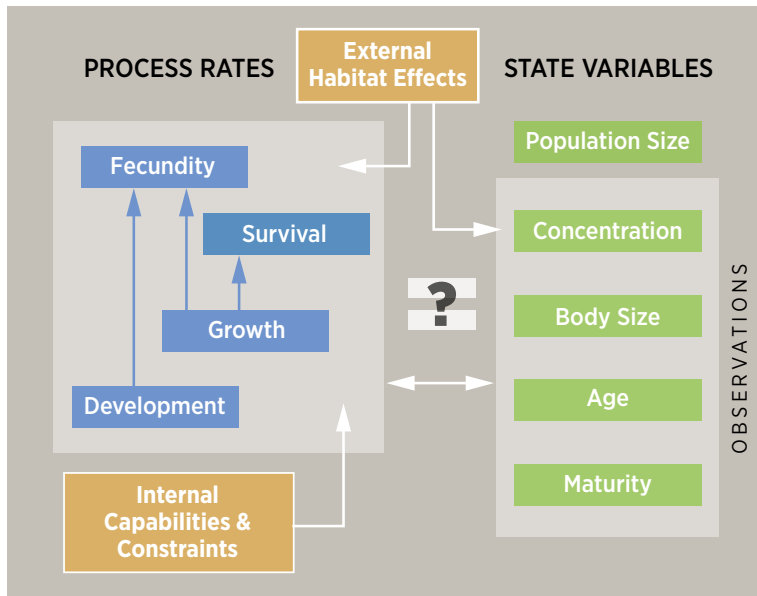 PROCESS RATES
External
Habitat Effects
STATE VARIABLES
Fecundity
Survival
Growth
Development
Internal
Capabilities &
Constraints
?
Population Size
Concentration
Body Size
Age
Maturity
OBSERVATIONS